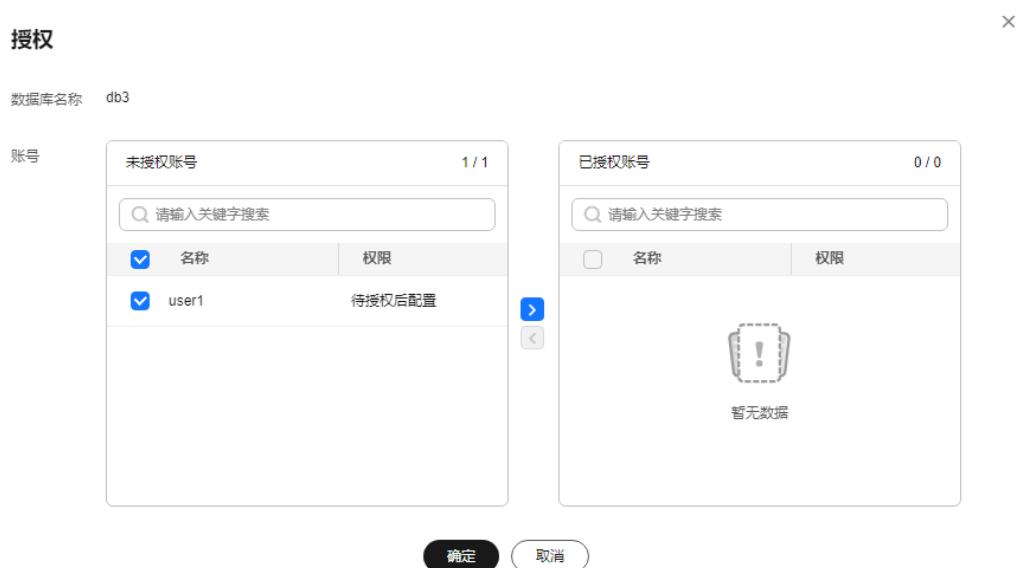 授权
数据库名称 db3
账号
未授权账号 1 / 1
请输入关键字搜索
名称 权限
user1 待授权后配置
已授权账号 0 / 0
请输入关键字搜索
名称 权限
暂无数据
确定 取消